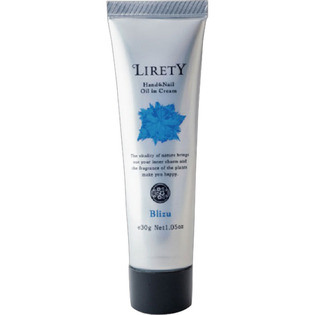 LIRETY
Hand&Nail
Oil in Cream
The vitality of nature brings
out your inner charm and
the fragrance of the plants
make you happy.
Blizu
℮30g Net1.05oz